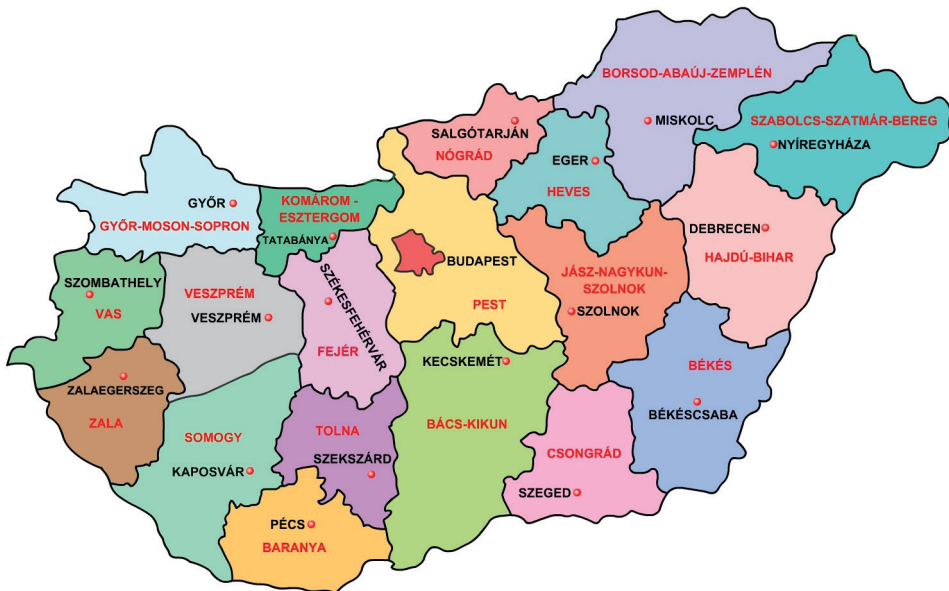 BORSOD-ABAÚJ-ZEMPLÉN
MISKOLC
SZABOLCS-SZATMÁR-BEREG
NYÍREGYHÁZA
SALGÓTARJÁN
NÓGRÁD
EGER
HEVES
GYŐR
GYŐR-MOSON-SOPRON
KOMÁROM -
ESZTERGOM
TATABÁNYA
BUDAPEST
PEST
DEBRECEN
HAJDÚ-BIHAR
JÁSZ-NAGYKUN-
SZOLNOK
SZOLNOK
SZOMBATHELY
VAS
VESZPRÉM
VESZPRÉM
SZÉKESFEHÉRVÁR
FEJÉR
KECSKEMÉT
BÁCS-KIKUN
BÉKÉS
BÉKÉSCSABA
ZALAEGERSZEG
ZALA
SOMOGY
KAPOSVÁR
TOLNA
SZEKSZÁRD
CSONGRÁD
SZEGED
PÉCS
BARANYA